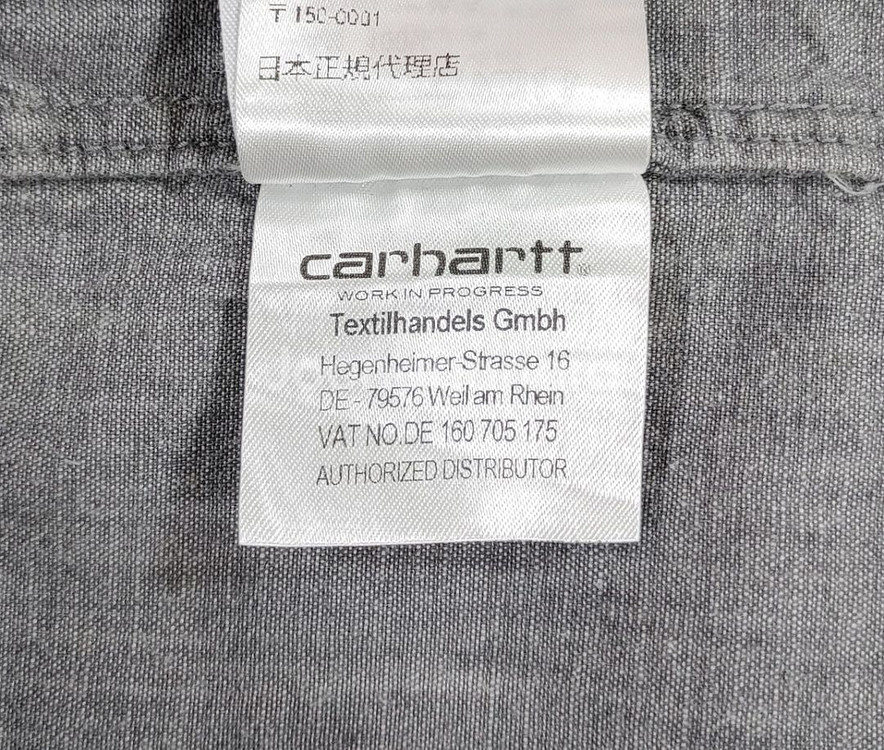 〒150-0001
日本正規代理店
carhartt®
WORK IN PROGRESS
Textilhandels Gmbh
Hegenheimer-Strasse 16
DE - 79576 Weil am Rhein
VAT NO.DE 160 705 175
AUTHORIZED DISTRIBUTOR